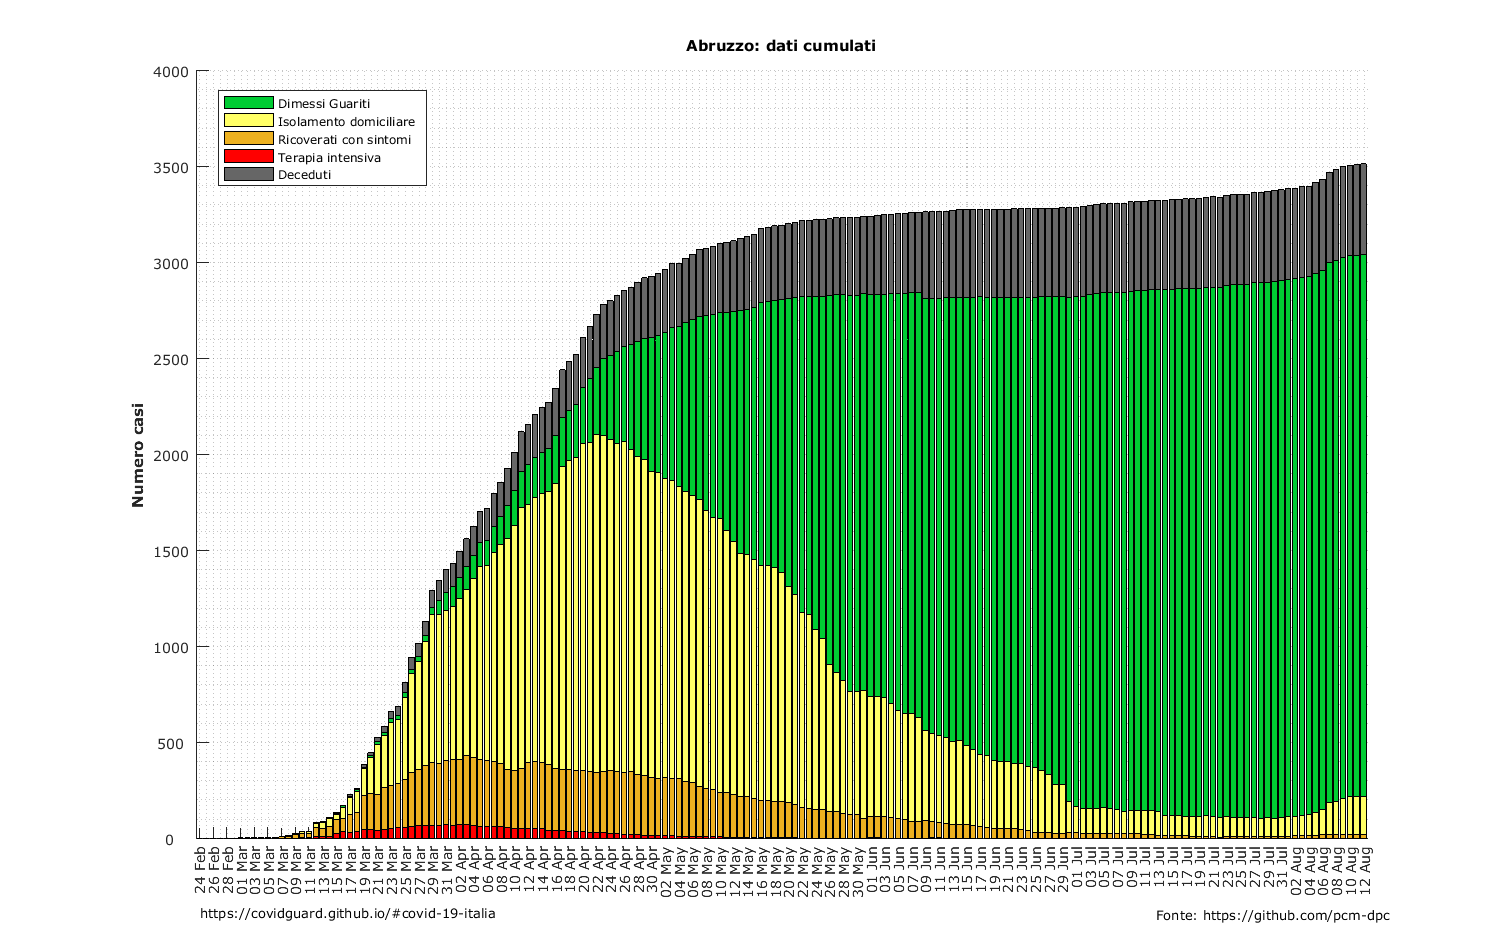 Abruzzo: dati cumulati
4000
3500
3000
2500
2000
1500
1000
500
0
Numero casi
Dimessi Guariti
Isolamento domiciliare
Ricoverati con sintomi
Terapia intensiva
Deceduti
24 Feb
26 Feb
28 Feb
01 Mar
03 Mar
05 Mar
07 Mar
09 Mar
11 Mar
13 Mar
15 Mar
17 Mar
19 Mar
21 Mar
23 Mar
25 Mar
27 Mar
29 Mar
31 Mar
02 Apr
04 Apr
06 Apr
08 Apr
10 Apr
12 Apr
14 Apr
16 Apr
18 Apr
20 Apr
22 Apr
24 Apr
26 Apr
28 Apr
30 Apr
02 May
04 May
06 May
08 May
10 May
12 May
14 May
16 May
18 May
20 May
22 May
24 May
26 May
28 May
30 May
01 Jun
03 Jun
05 Jun
07 Jun
09 Jun
11 Jun
13 Jun
15 Jun
17 Jun
19 Jun
21 Jun
23 Jun
25 Jun
27 Jun
29 Jun
01 Jul
03 Jul
05 Jul
07 Jul
09 Jul
11 Jul
13 Jul
15 Jul
17 Jul
19 Jul
21 Jul
23 Jul
25 Jul
27 Jul
29 Jul
31 Jul
02 Aug
04 Aug
06 Aug
08 Aug
10 Aug
12 Aug
https://covidguard.github.io/#covid-19-italia
Fonte: https://github.com/pcm-dpc